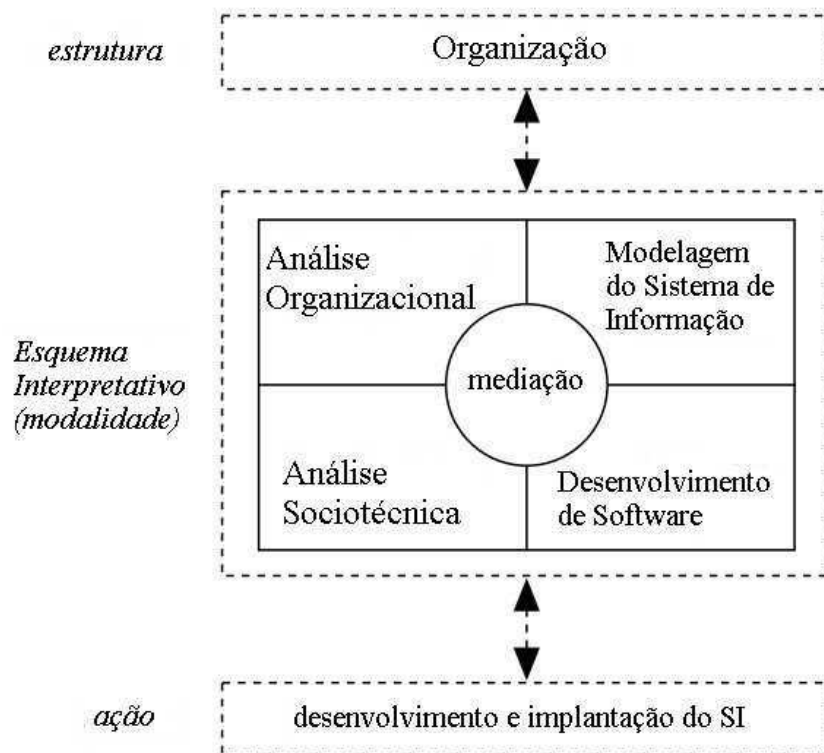 estrutura
Organização
Análise
Organizacional
Modelagem
do Sistema de
Informação
Esquema
Interpretativo
(modalidade)
mediação
Análise
Sociotécnica
Desenvolvimento
de Software
ação
desenvolvimento e implantação do SI